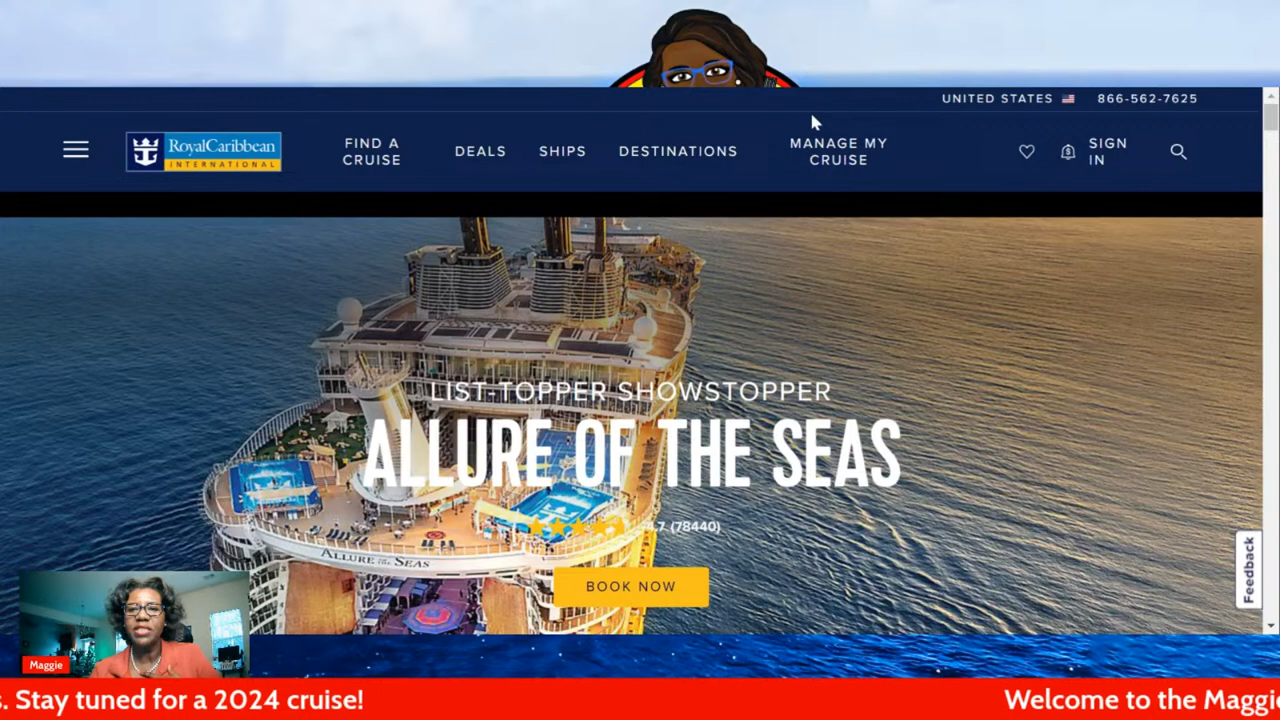 UNITED STATES 866-562-7625
RoyalCaribbean
INTERNATIONAL
FIND A
CRUISE
DEALS
SHIPS
DESTINATIONS
MANAGE MY
CRUISE
SIGN
IN
LIST-TOPPER SHOWSTOPPER
ALLURE OF THE SEAS
4.7 (78440)
ALLURE OF THE SEAS
BOOK NOW
Feedback
Maggie
s. Stay tuned for a 2024 cruise!
Welcome to the Maggie